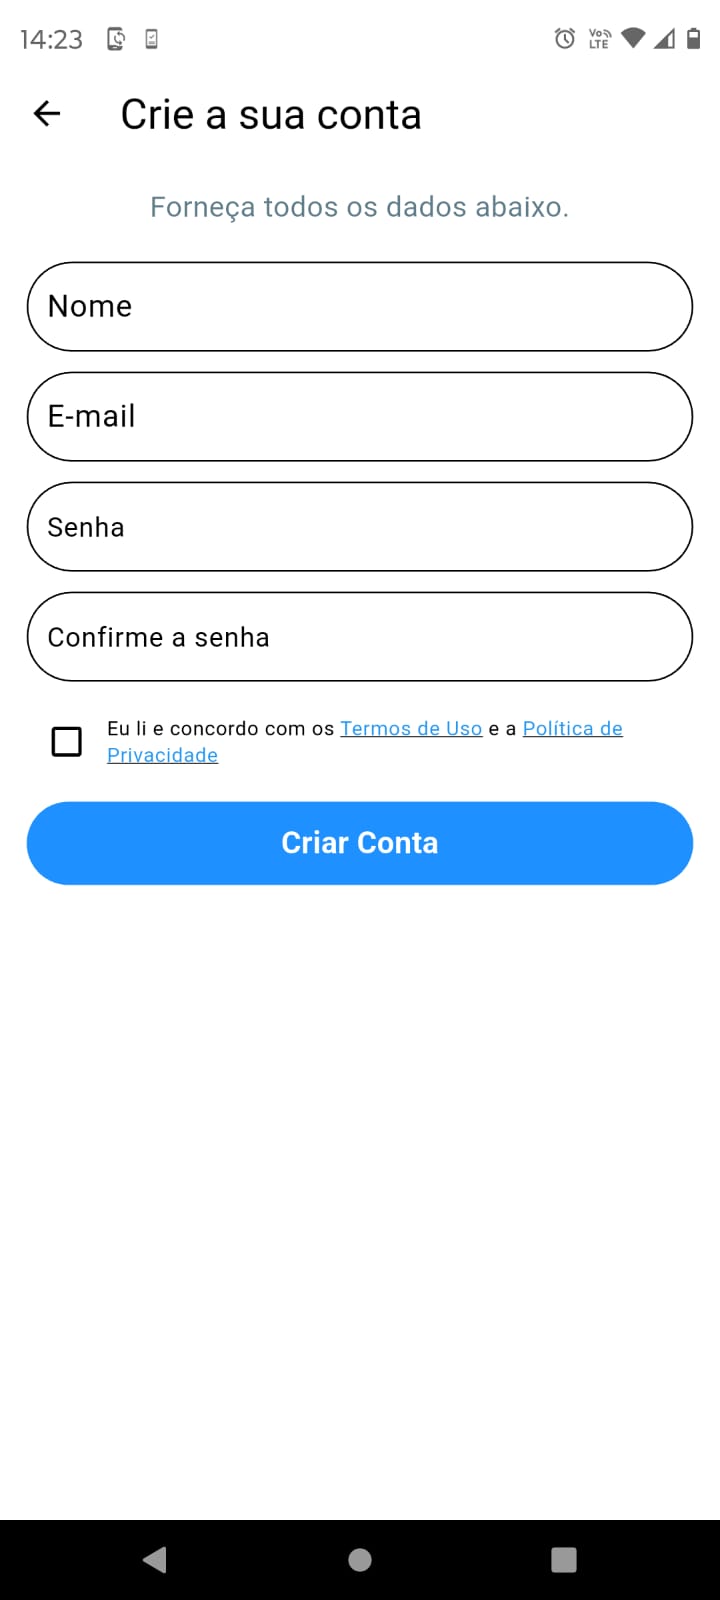 14:23
Vo LTE
Crie a sua conta
Forneça todos os dados abaixo.
Nome
E-mail
Senha
Confirme a senha
Eu li e concordo com os Termos de Uso e a Política de
Privacidade
Criar Conta